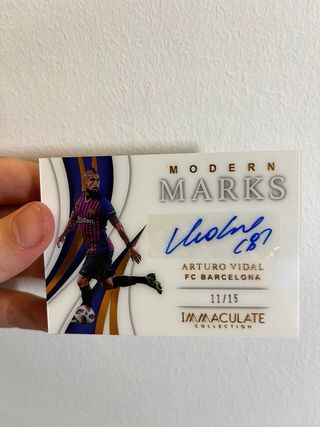 MODERN
MARKS
ARTURO VIDAL
FC BARCELONA
11/15
IMMACULATE
COLLECTION